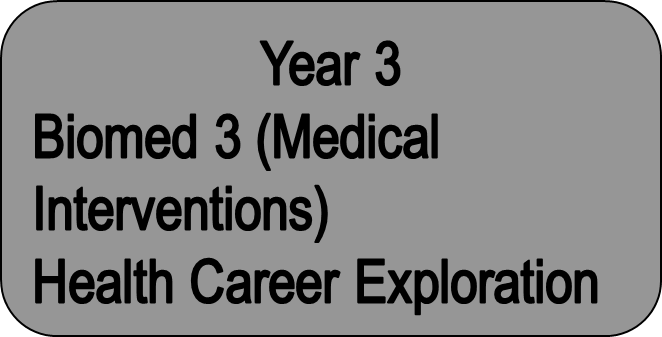 Year 3
Biomed 3 (Medical
Interventions)
Health Career Exploration